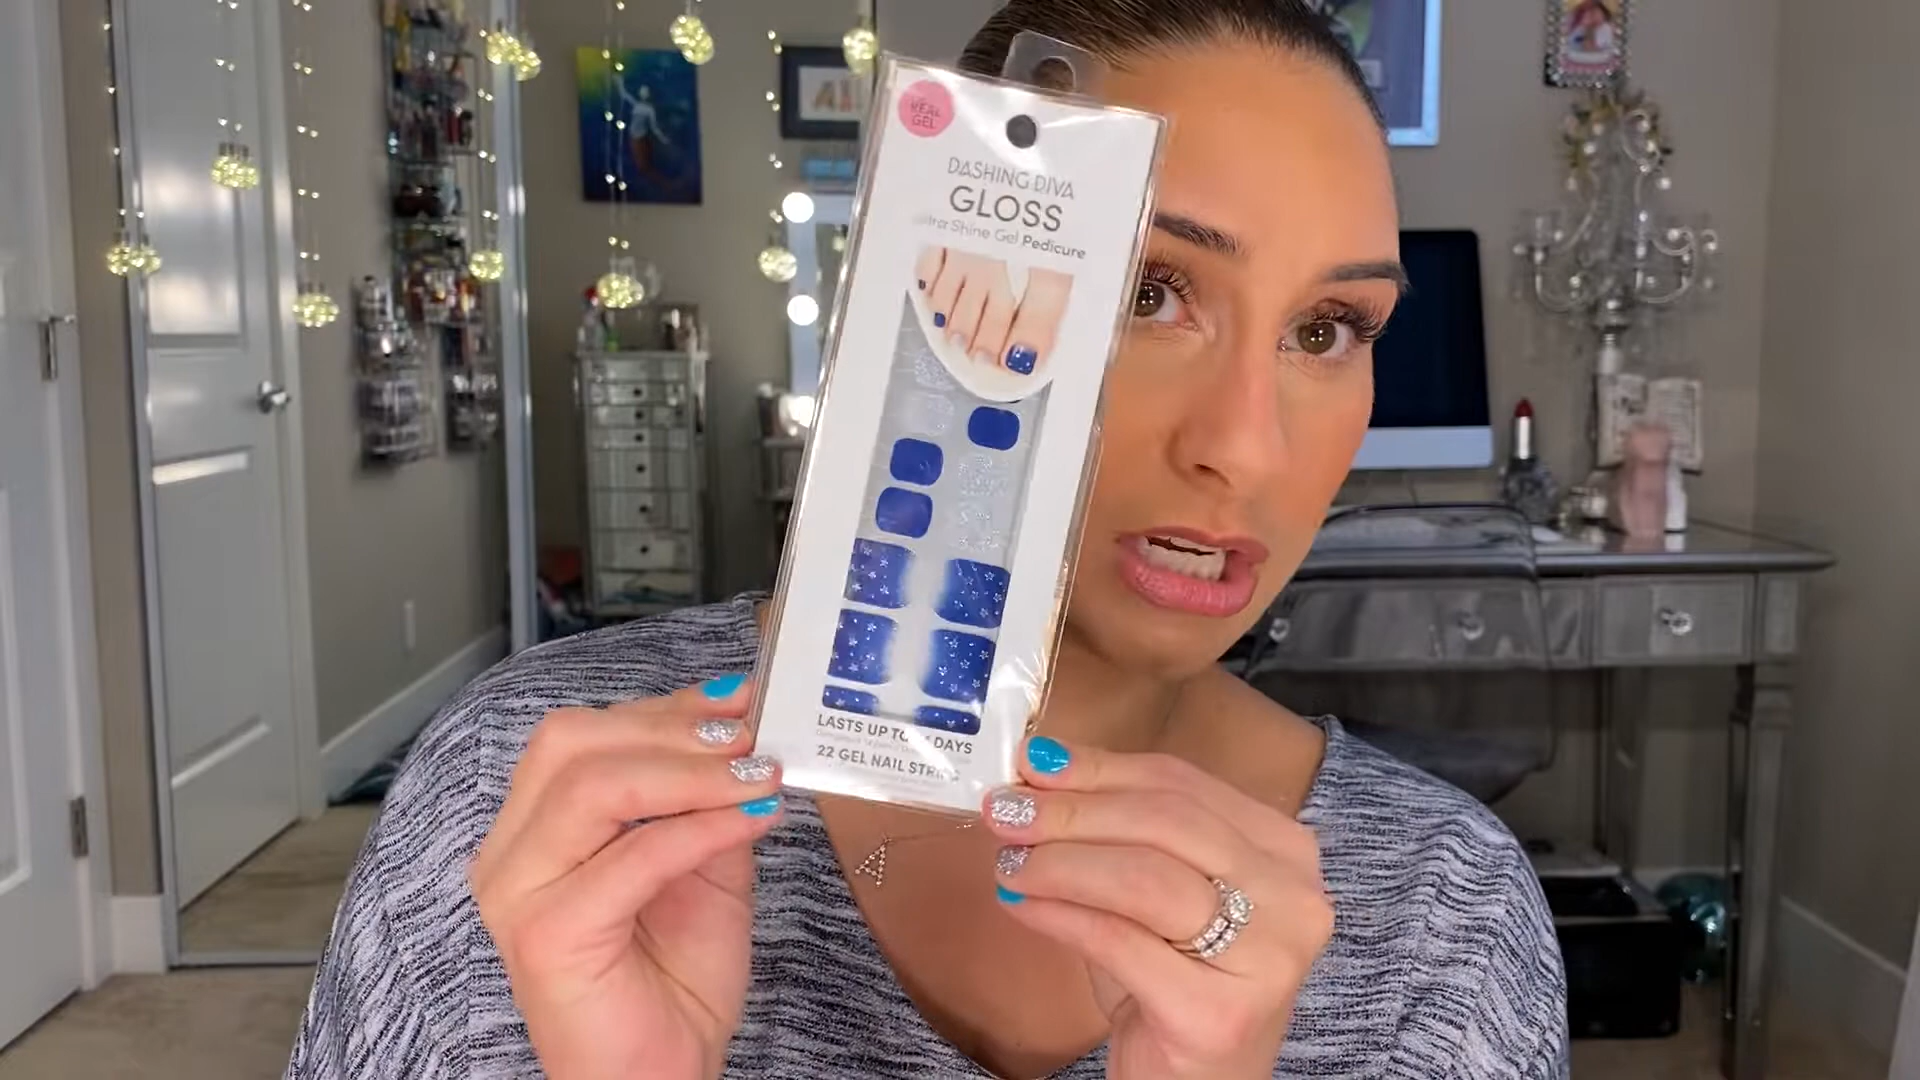 REAL
GEL
DASHING DIVA
GLOSS
Ultra Shine Gel Pedicure
LASTS UP TO DAYS
22 GEL NAIL STRIPS
A